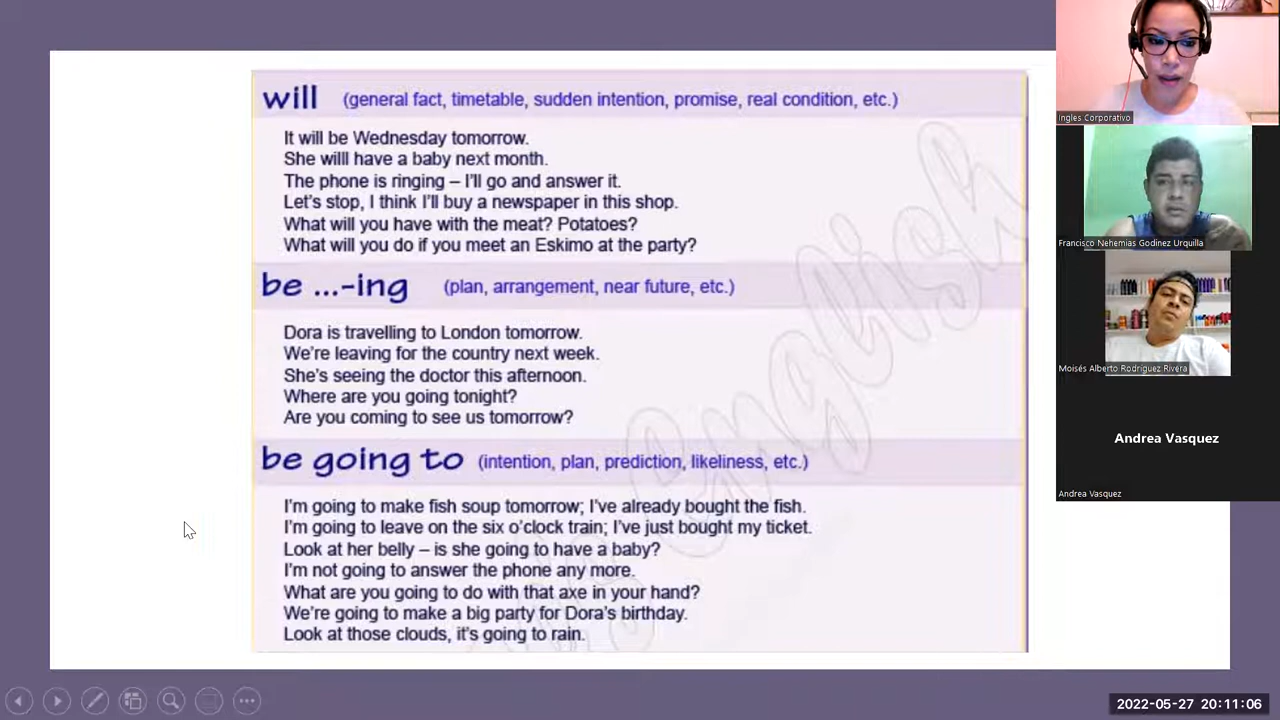 will (general fact, timetable, sudden intention, promise, real condition, etc.)
It will be Wednesday tomorrow.
She willl have a baby next month.
The phone is ringing – I'll go and answer it.
Let's stop, I think I'll buy a newspaper in this shop.
What will you have with the meat? Potatoes?
What will you do if you meet an Eskimo at the party?
be ...-ing (plan, arrangement, near future, etc.)
Dora is travelling to London tomorrow.
We're leaving for the country next week.
She's seeing the doctor this afternoon.
Where are you going tonight?
Are you coming to see us tomorrow?
be going to (intention, plan, prediction, likeliness, etc.)
I'm going to make fish soup tomorrow; I've already bought the fish.
I'm going to leave on the six o'clock train; I've just bought my ticket.
Look at her belly – is she going to have a baby?
I'm not going to answer the phone any more.
What are you going to do with that axe in your hand?
We're going to make a big party for Dora's birthday.
Look at those clouds, it's going to rain.
English
Ingles Corporativo
Francisco Nehemias Godinez Urquilla
Moisés Alberto Rodríguez Rivera
Andrea Vasquez
Andrea Vasquez
2022-05-27 20:11:06